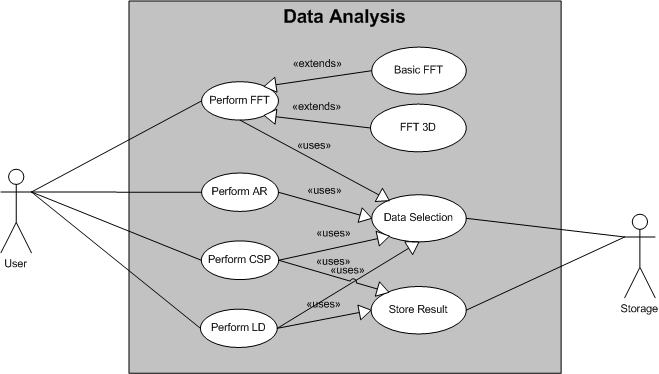 Data Analysis
«extends»
Basic FFT
Perform FFT
«extends»
FFT 3D
«uses»
Perform AR
«uses»
Data Selection
User
Perform CSP
«uses»
«uses»
«uses»
Storage
Perform LD
«uses»
Store Result